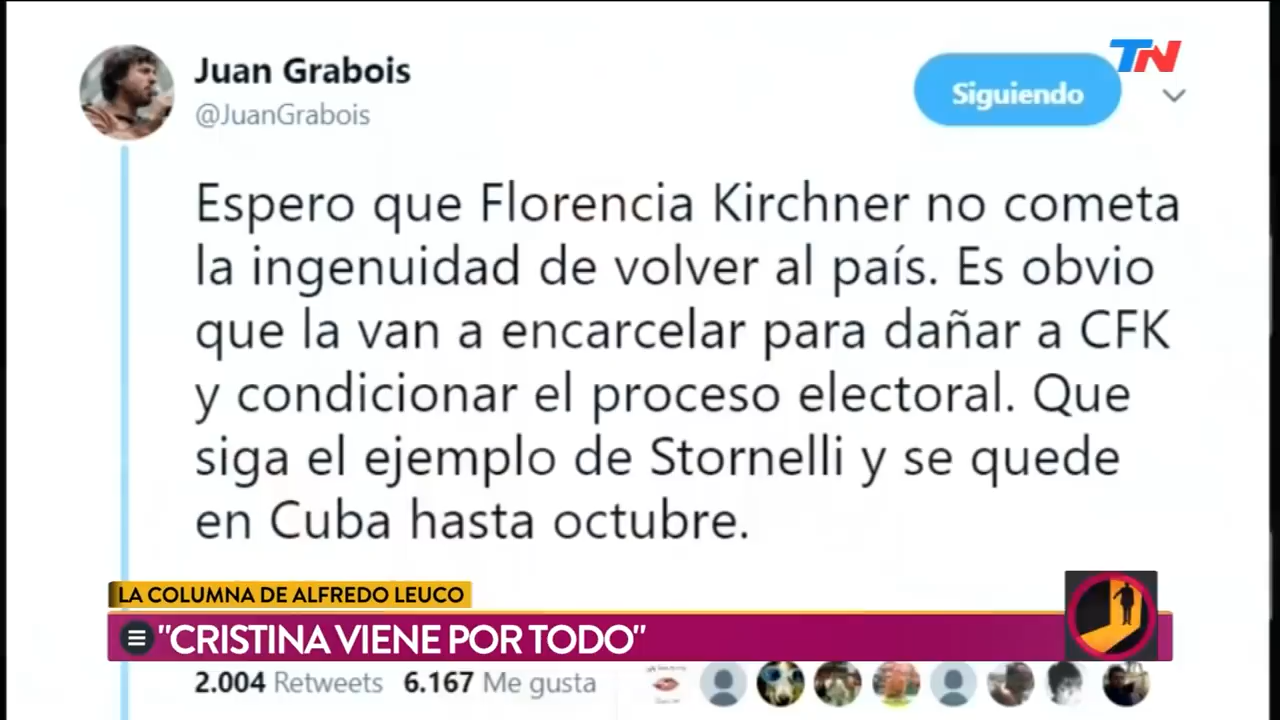 Juan Grabois
@JuanGrabois
Siguiendo
TN
Espero que Florencia Kirchner no cometa
la ingenuidad de volver al país. Es obvio
que la van a encarcelar para dañar a CFK
y condicionar el proceso electoral. Que
siga el ejemplo de Stornelli y se quede
en Cuba hasta octubre.
LA COLUMNA DE ALFREDO LEUCO
"CRISTINA VIENE POR TODO"
2.004 Retweets 6.167 Me gusta